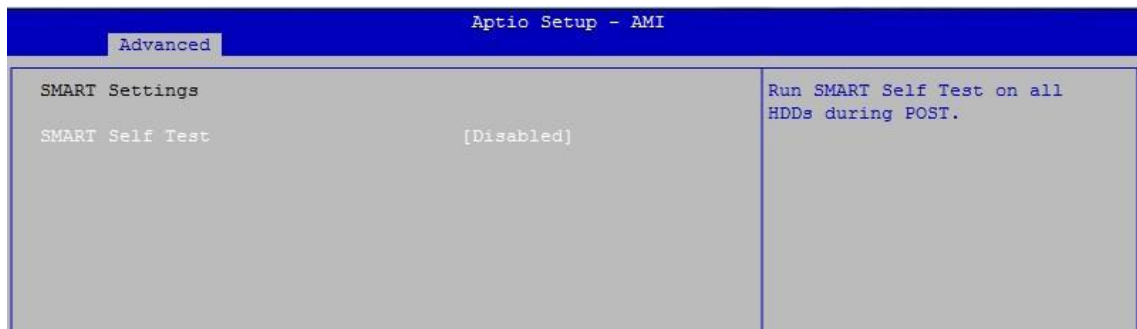 Aptio Setup - AMI
Advanced
SMART Settings
SMART Self Test [Disabled]
Run SMART Self Test on all
HDDs during POST.